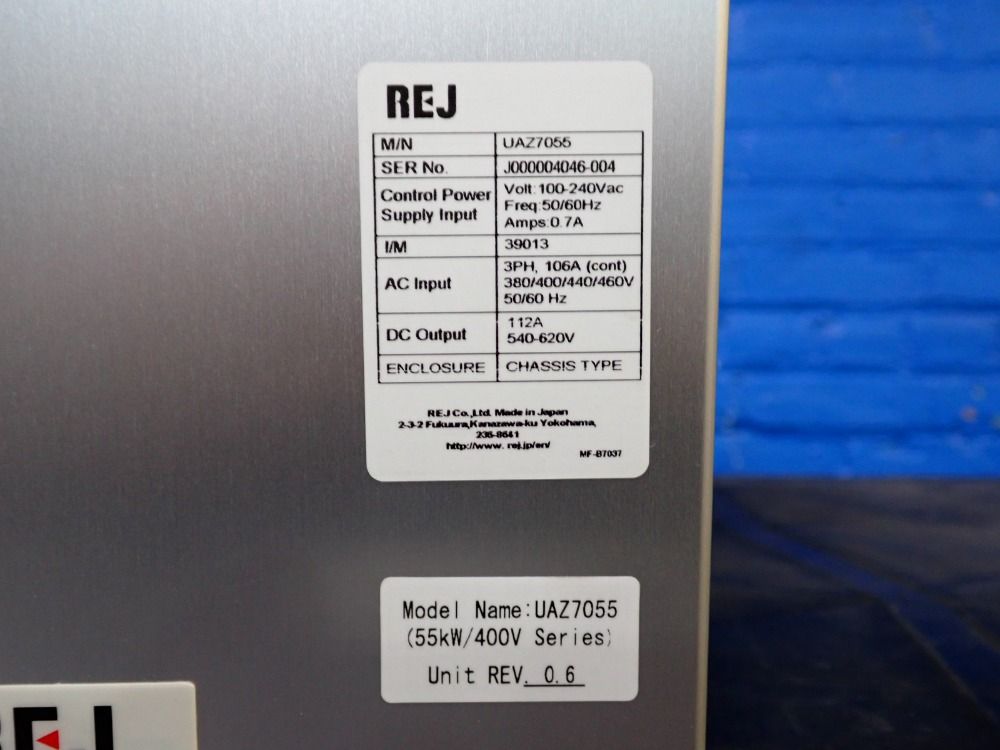 REJ
M/N UAZ7055
SER No. J000004046-004
Control Power Supply Input
Volt:100-240Vac
Freq:50/60Hz
Amps:0.7A
I/M 39013
AC Input
3PH, 106A (cont)
380/400/440/460V
50/60 Hz
DC Output
112A
540-620V
ENCLOSURE CHASSIS TYPE
REJ Co.,Ltd. Made in Japan
2-3-2 Fukuura,Kanazawa-ku Yokohama,
236-8641
http://www.rej.jp/en/
MF-B7037
Model Name:UAZ7055
(55kW/400V Series)
Unit REV. 0.6
REJ